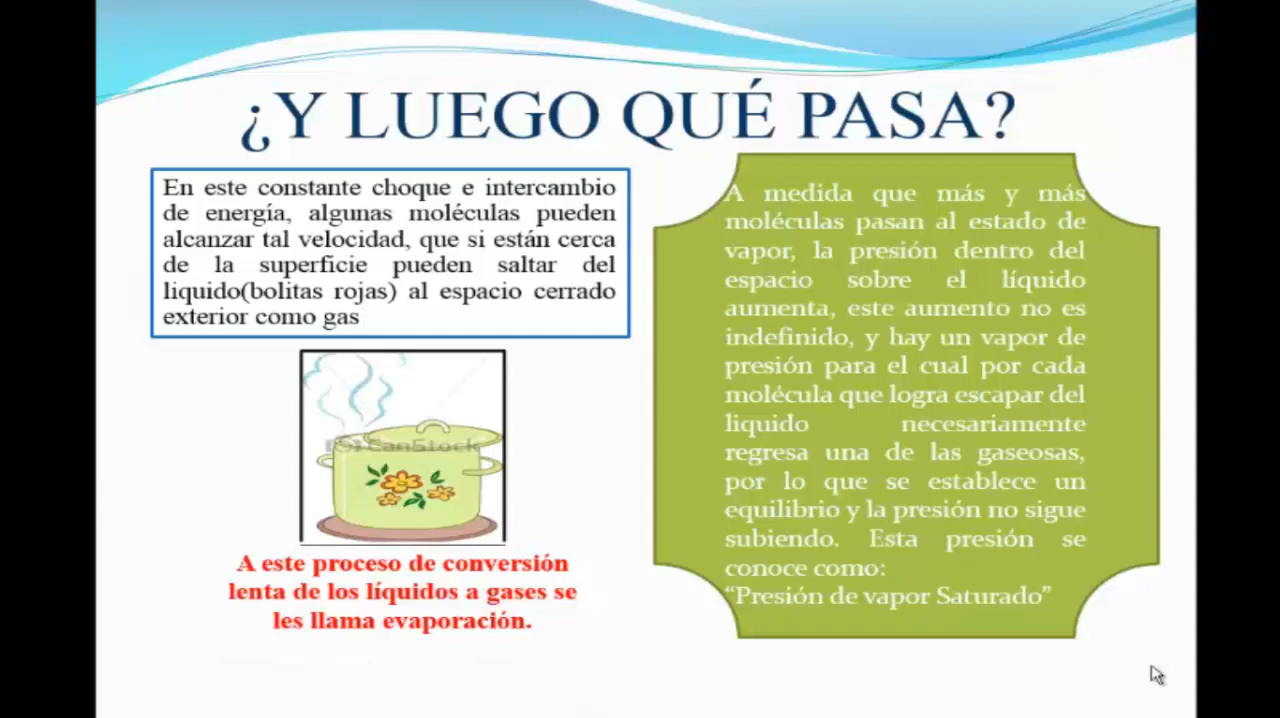 ¿Y LUEGO QUÉ PASA?
En este constante choque e intercambio
de energía, algunas moléculas pueden
alcanzar tal velocidad, que si están cerca
de la superficie pueden saltar del
liquido(bolitas rojas) al espacio cerrado
exterior como gas
CanStock
A este proceso de conversión
lenta de los líquidos a gases se
les llama evaporación.
A medida que más y más
moléculas pasan al estado de
vapor, la presión dentro del
espacio sobre el líquido
aumenta, este aumento no es
indefinido, y hay un vapor de
presión para el cual por cada
molécula que logra escapar del
liquido necesariamente
regresa una de las gaseosas,
por lo que se establece un
equilibrio y la presión no sigue
subiendo. Esta presión se
conoce como:
“Presión de vapor Saturado”